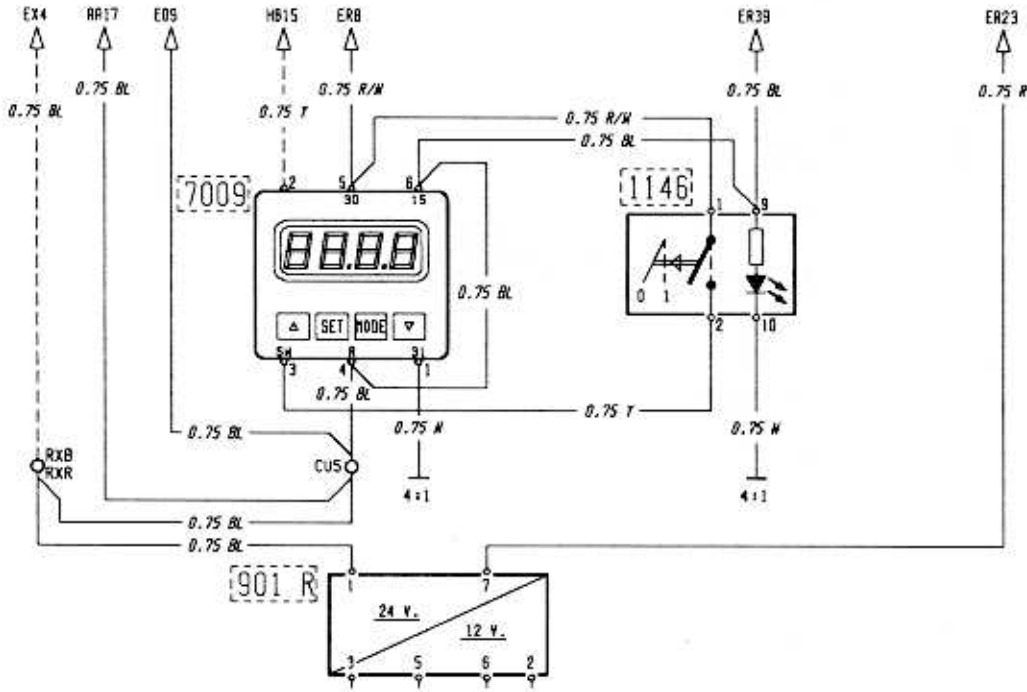 EX4 AA17 E09 HB15 ER8 ER39 ER23
0.75 BL 0.75 BL 0.75 Y 0.75 R/W 0.75 BL 0.75 R
0.75 R/W
0.75 BL
7009 2 5 6 1146
30 15 1 9
88.8.8
0.75 BL
0 1
SET MODE
SW R 31 2 10
3 4 1
0.75 BL
0.75 Y
0.75 BL 0.75 W 0.75 W
RXB
RXR CU5
4:1 4:1
0.75 BL
0.75 BL
901 R 1 7
24 V.
12 V.
3 5 6 2